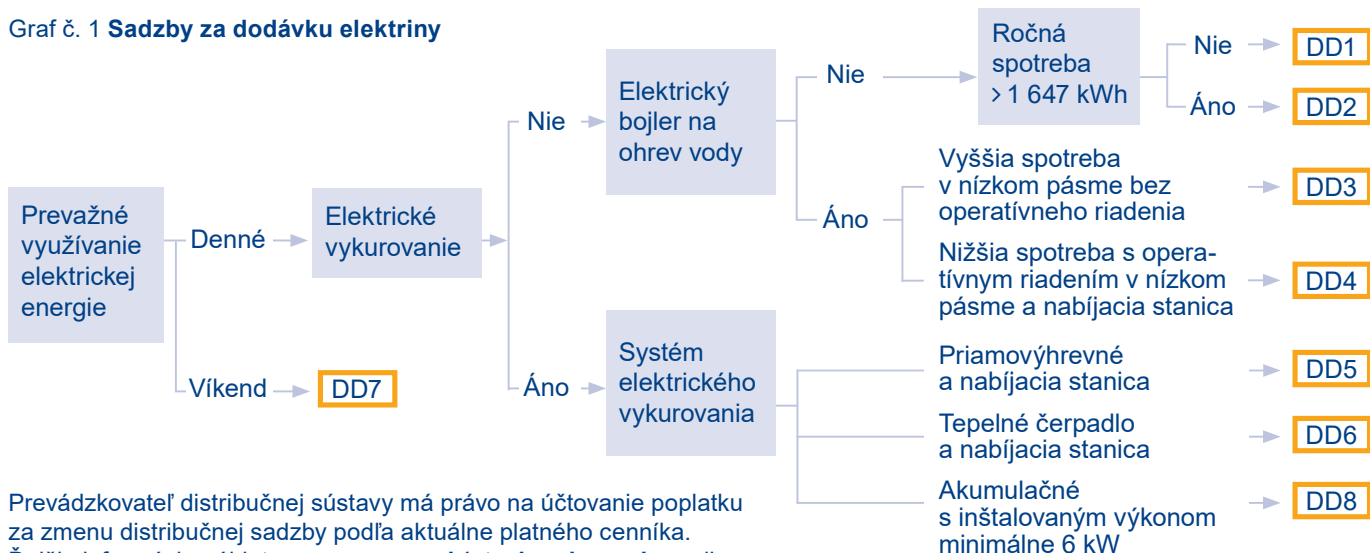 Graf č. 1 Sadzby za dodávku elektriny
Prevažné
využívanie
elektrickej
energie
Denné
Víkend
DD7
Elektrické
vykurovanie
Nie
Áno
Elektrický
bojler na
ohrev vody
Nie
Áno
Ročná
spotreba
> 1 647 kWh
Nie
DD1
Áno
DD2
Vyššia spotreba
v nízkom pásme bez
operatívneho riadenia
DD3
Nižšia spotreba s opera-
tívnym riadením v nízkom
pásme a nabíjacia stanica
DD4
Systém
elektrického
vykurovania
Priamovýhrevné
a nabíjacia stanica
DD5
Tepelné čerpadlo
a nabíjacia stanica
DD6
Akumulačné
s inštalovaným výkonom
minimálne 6 kW
DD8
Prevádzkovateľ distribučnej sústavy má právo na účtovanie poplatku
za zmenu distribučnej sadzby podľa aktuálne platného cenníka.